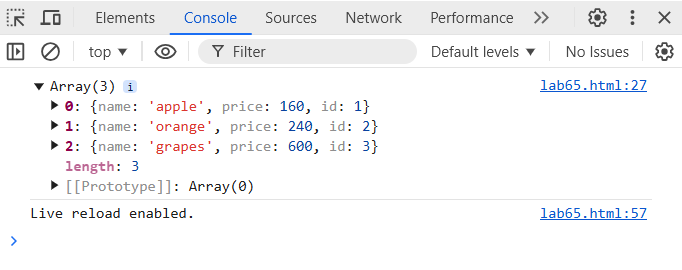 Elements Console Sources Network Performance
top Filter Default levels No Issues
Array(3) i lab65.html:27
0: {name: 'apple', price: 160, id: 1}
1: {name: 'orange', price: 240, id: 2}
2: {name: 'grapes', price: 600, id: 3}
length: 3
[[Prototype]]: Array(0)
Live reload enabled. lab65.html:57